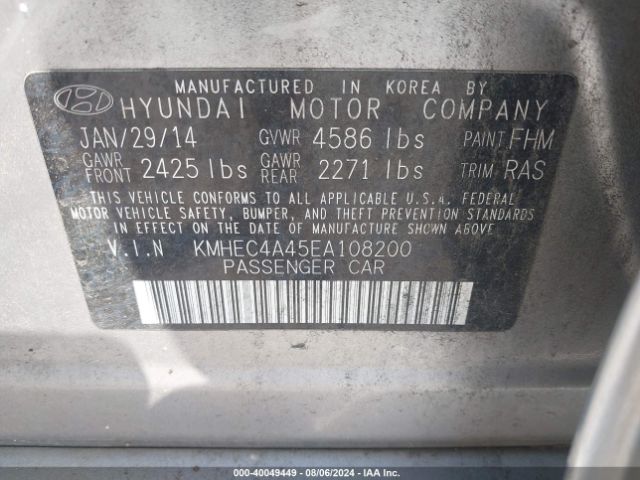 MANUFACTURED IN KOREA BY
HYUNDAI MOTOR COMPANY
JAN/29/14 GVWR 4586 lbs PAINT FHM
GAWR FRONT 2425 lbs GAWR REAR 2271 lbs TRIM RAS
THIS VEHICLE CONFORMS TO ALL APPLICABLE U.S.A. FEDERAL
MOTOR VEHICLE SAFETY, BUMPER, AND THEFT PREVENTION STANDARDS
IN EFFECT ON THE DATE OF MANUFACTURE SHOWN ABOVE.
V.I.N KMHEC4A45EA108200
PASSENGER CAR
000-40049449 - 08/06/2024 - Copyright IAA, LLC.